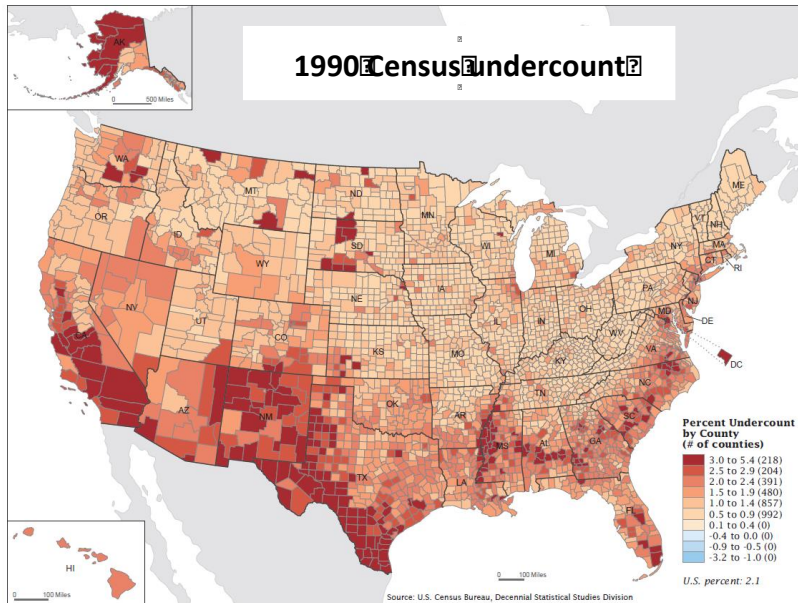 1990 Census undercount
AK
0 500 Miles
WA
MT
ND
MN
ME
OR
ID
SD
WI
MI
VT
NH
NY
MA
CT
RI
WY
IA
NE
PA
NJ
NV
UT
CO
IL
IN
OH
MD
DE
WV
VA
DC
CA
KS
MO
KY
NC
TN
AZ
NM
OK
AR
SC
MS
AL
GA
TX
LA
FL
Percent Undercount
by County
(# of counties)
3.0 to 5.4 (218)
2.5 to 2.9 (204)
2.0 to 2.4 (391)
1.5 to 1.9 (480)
1.0 to 1.4 (857)
0.5 to 0.9 (992)
0.1 to 0.4 (0)
-0.4 to 0.0 (0)
-0.9 to -0.5 (0)
-3.2 to -1.0 (0)
U.S. percent: 2.1
HI
0 100 Miles
0 100 Miles
Source: U.S. Census Bureau, Decennial Statistical Studies Division